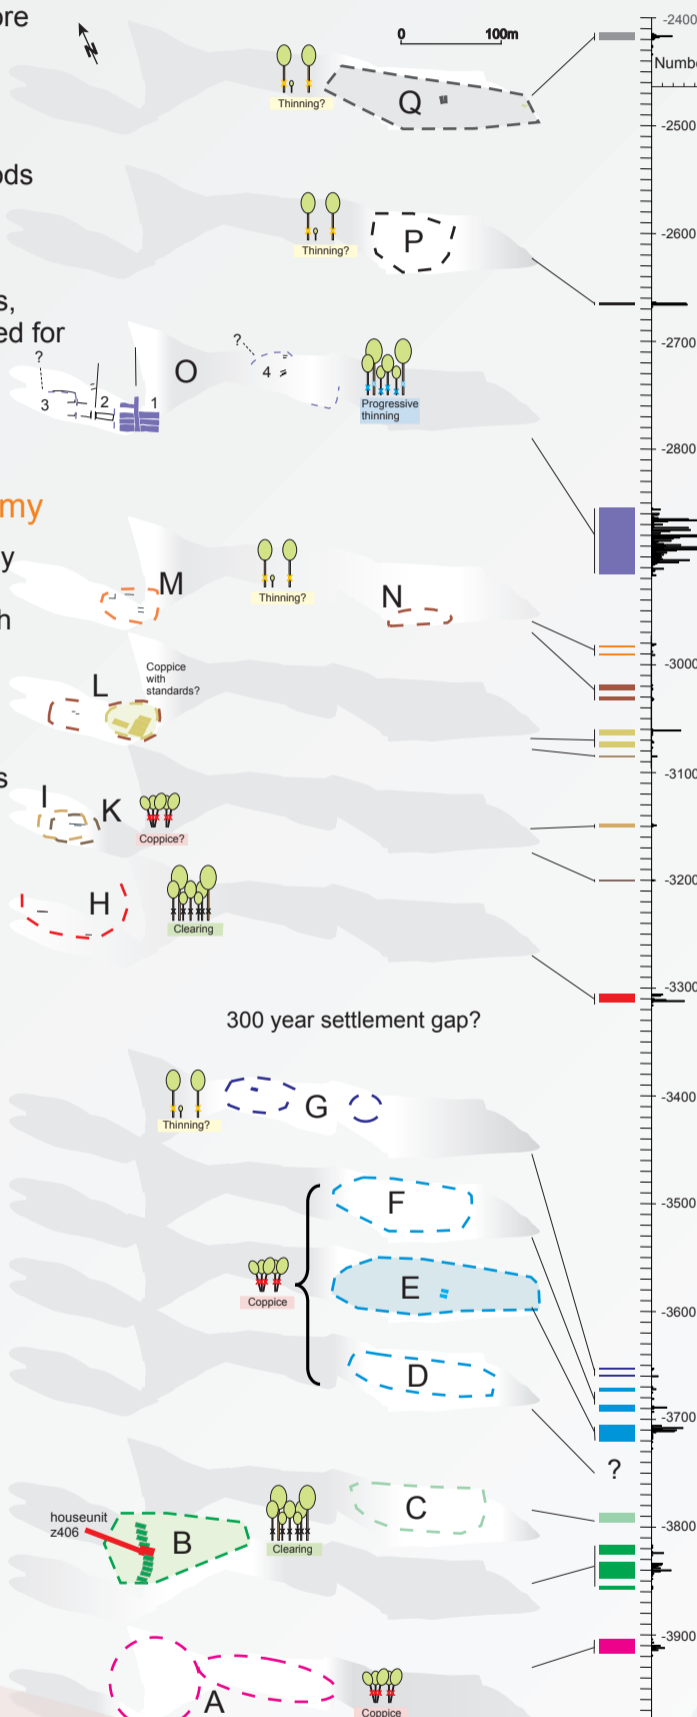 ore
N
0 100m
-2400
Numbe
Q
Thinning?
-2500
ods
P
Thinning?
-2600
s,
ed for
-2700
?
?
O
4
3
2
1
Progressive
thinning
-2800
my
y
M
Thinning?
N
h
-3000
L
Coppice
with
standards?
-3100
s
I
K
Coppice?
-3200
H
Clearing
-3300
300 year settlement gap?
-3400
G
Thinning?
-3500
F
E
Coppice
-3600
D
-3700
?
C
houseunit
z406
B
Clearing
-3800
-3900
A
Coppice